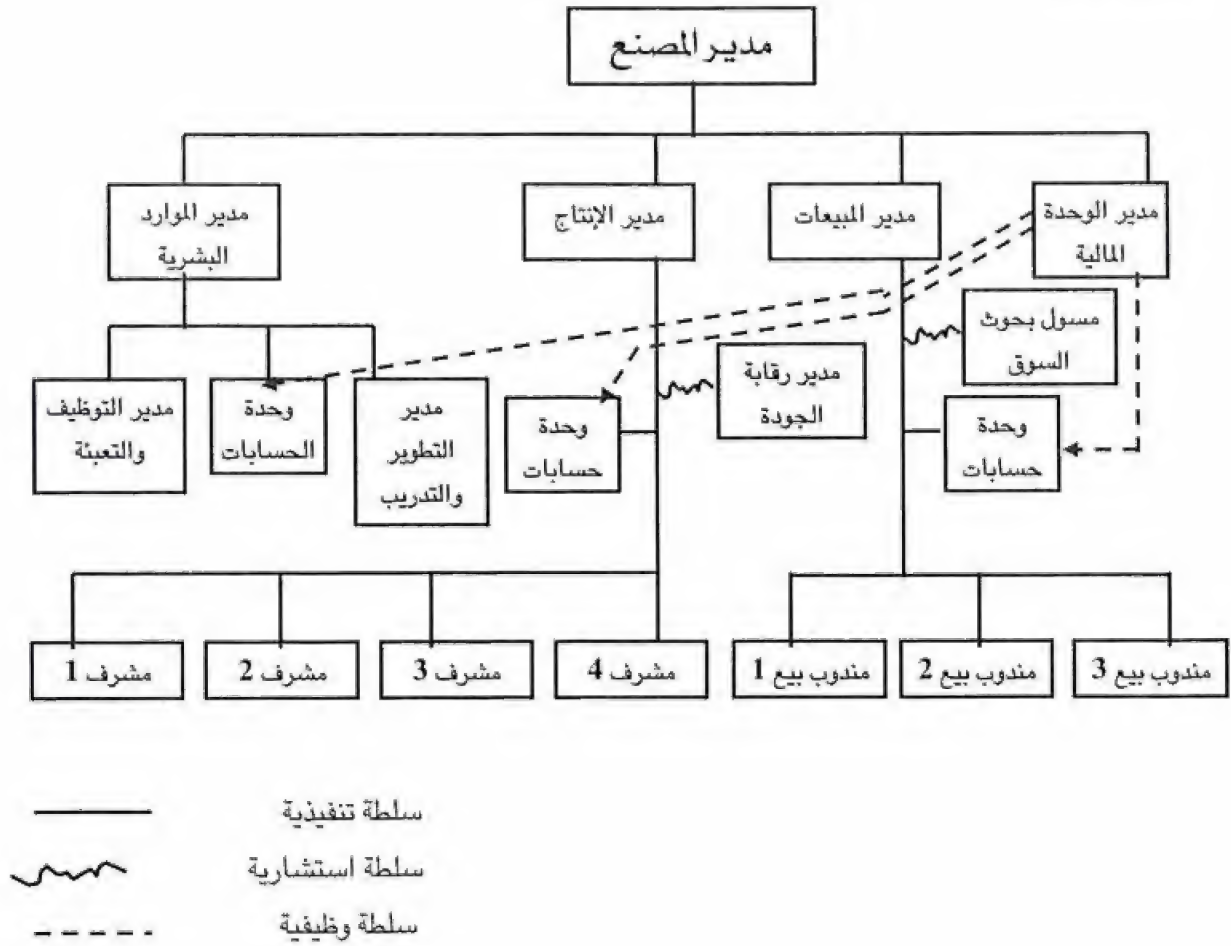 مدير المصنع
مدير الوحدة
المالية
مدير المبيعات
مدير الإنتاج
مدير الموارد
البشرية
مسول بحوث
السوق
مدير رقابة
الجودة
وحدة
حسابات
وحدة
حسابات
مدير
التطوير
والتدريب
وحدة
الحسابات
مدير التوظيف
والتعبئة
مندوب بيع 3
مندوب بيع 2
مندوب بيع 1
مشرف 4
مشرف 3
مشرف 2
مشرف 1
سلطة تنفيذية
سلطة استشارية
سلطة وظيفية